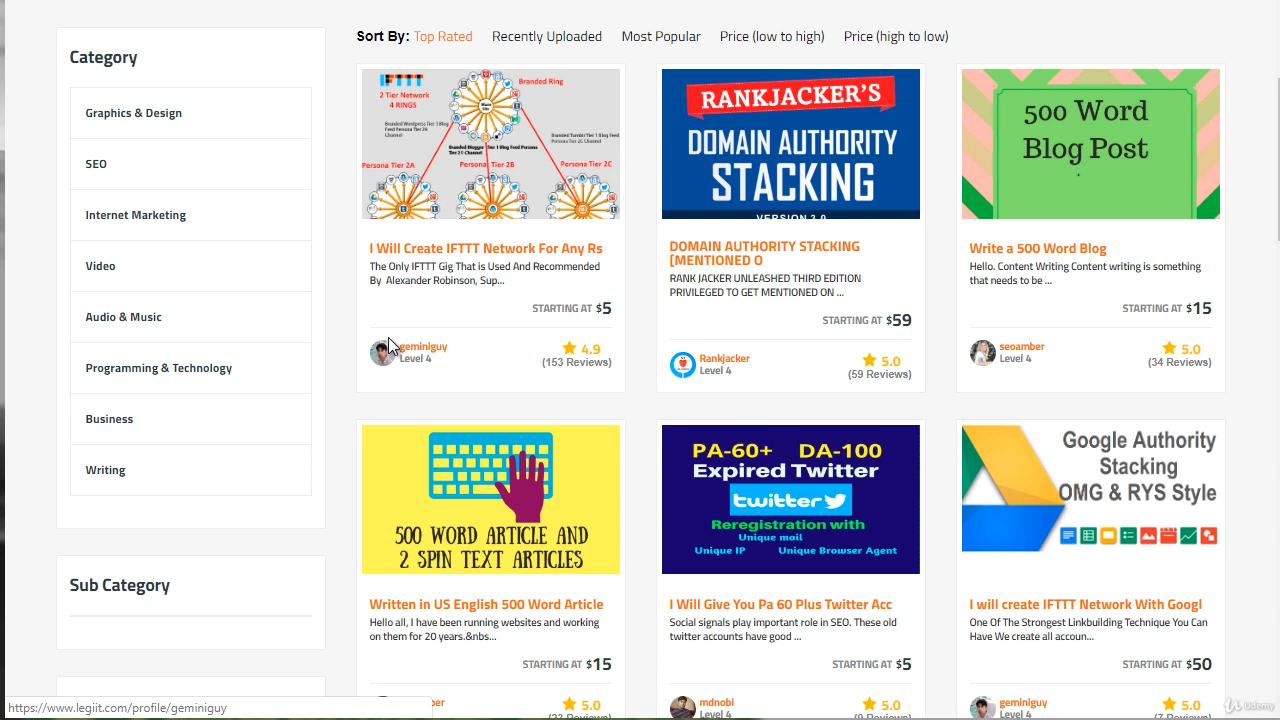 Category
Graphics & Design
SEO
Internet Marketing
Video
Audio & Music
Programming & Technology
Business
Writing
Sub Category
Sort By: Top Rated Recently Uploaded Most Popular Price (low to high) Price (high to low)
IFTTT
2 Tier Network
4 RINGS
Branded Ring
Persona Tier 2A
Persona Tier 2B
Persona Tier 2C
I Will Create IFTTT Network For Any Rs
The Only IFTTT Gig That is Used And Recommended
By Alexander Robinson, Sup...
STARTING AT $5
geminiguy
Level 4
4.9
(153 Reviews)
RANKJACKER'S
DOMAIN AUTHORITY
STACKING
VERSION 3.0
DOMAIN AUTHORITY STACKING
[MENTIONED O
RANK JACKER UNLEASHED THIRD EDITION
PRIVILEGED TO GET MENTIONED ON ...
STARTING AT $59
Rankjacker
Level 4
5.0
(59 Reviews)
500 Word
Blog Post
Write a 500 Word Blog
Hello. Content Writing Content writing is something
that needs to be ...
STARTING AT $15
seoamber
Level 4
5.0
(34 Reviews)
500 WORD ARTICLE AND
2 SPIN TEXT ARTICLES
Written in US English 500 Word Article
Hello all, I have been running websites and working
on them for 20 years.&nbs...
STARTING AT $15
ber
5.0
PA-60+ DA-100
Expired Twitter
twitter
Reregistration with
Unique mail
Unique IP Unique Browser Agent
I Will Give You Pa 60 Plus Twitter Acc
Social signals play important role in SEO. These old
twitter accounts have good ...
STARTING AT $5
mdnobi
Level 4
5.0
(9 Reviews)
Google Authority
Stacking
OMG & RYS Style
I will create IFTTT Network With Googl
One Of The Strongest Linkbuilding Technique You Can
Have We create all accoun...
STARTING AT $50
geminiguy
Level 4
5.0
(7 Reviews)
https://www.legiit.com/profile/geminiguy
Udemy